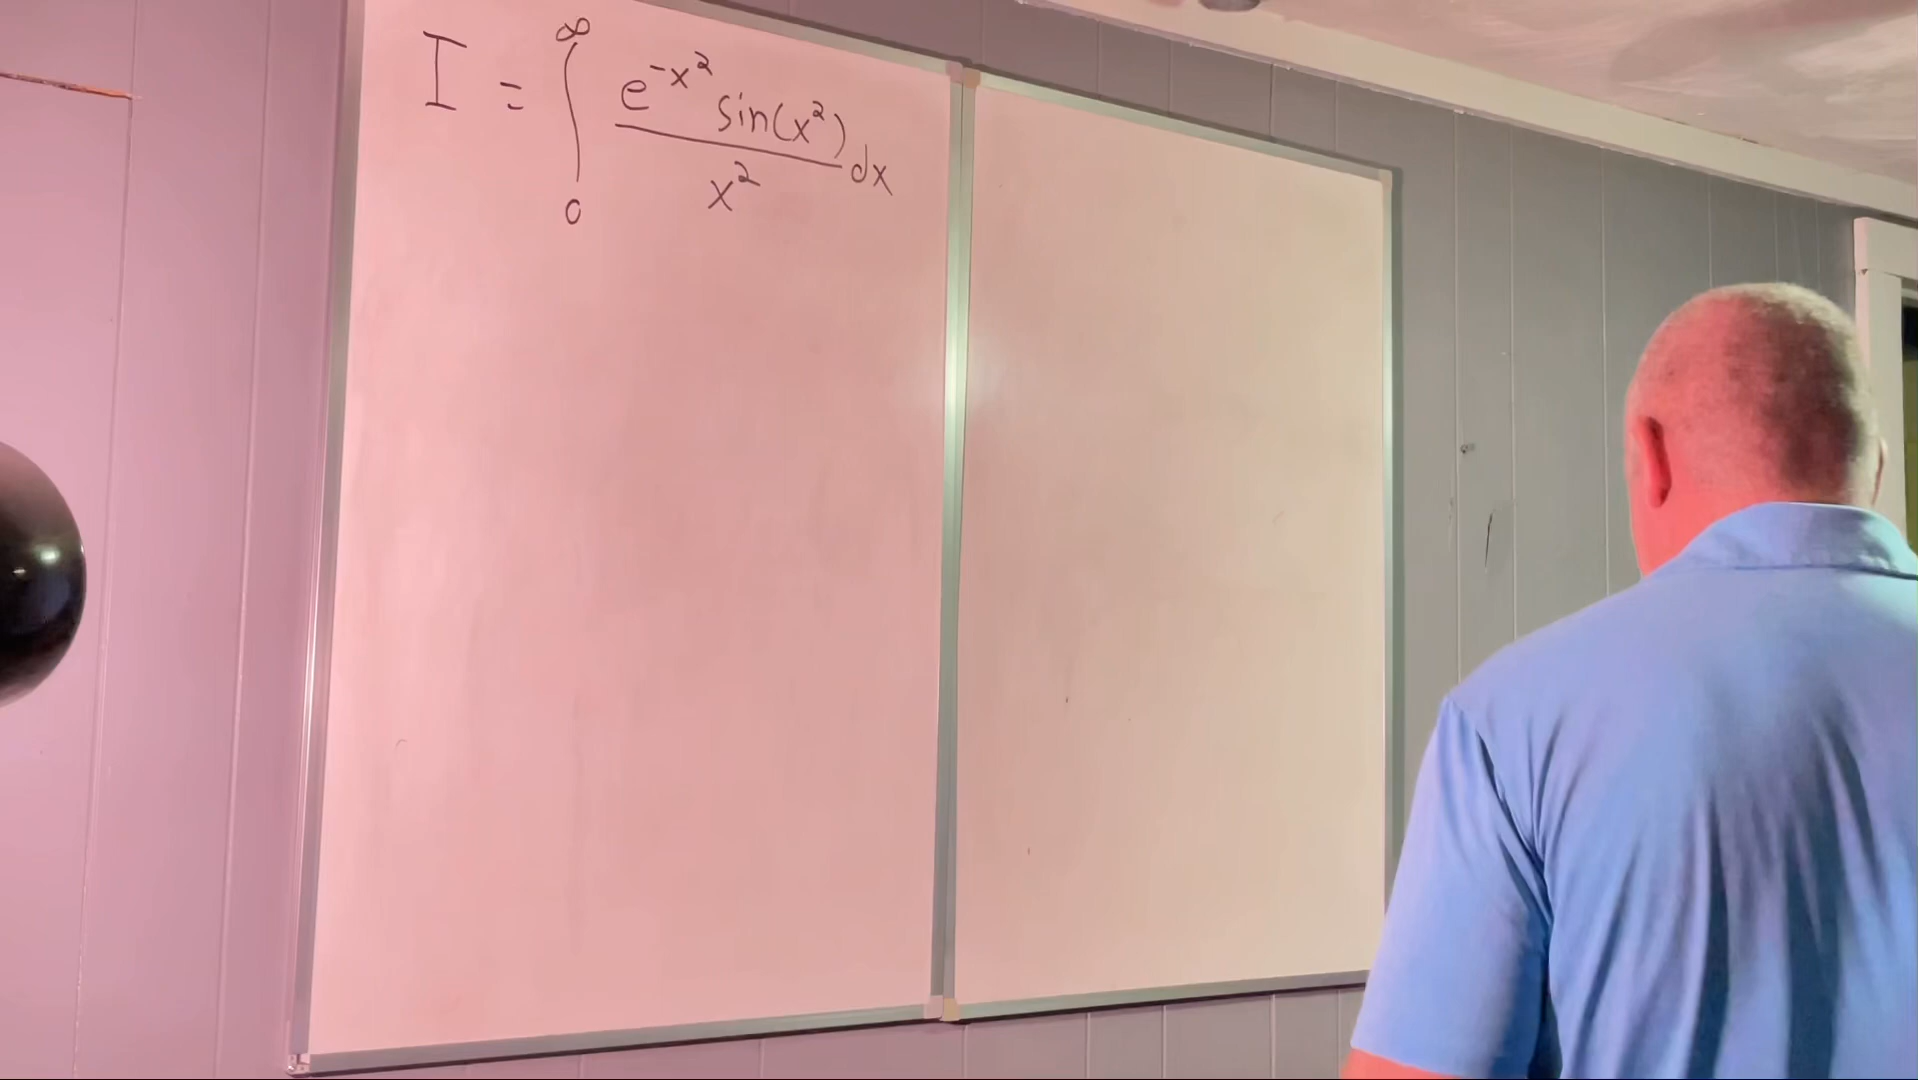 I = ∫₀^∞ e^{-x²} sin(x²) / x² dx